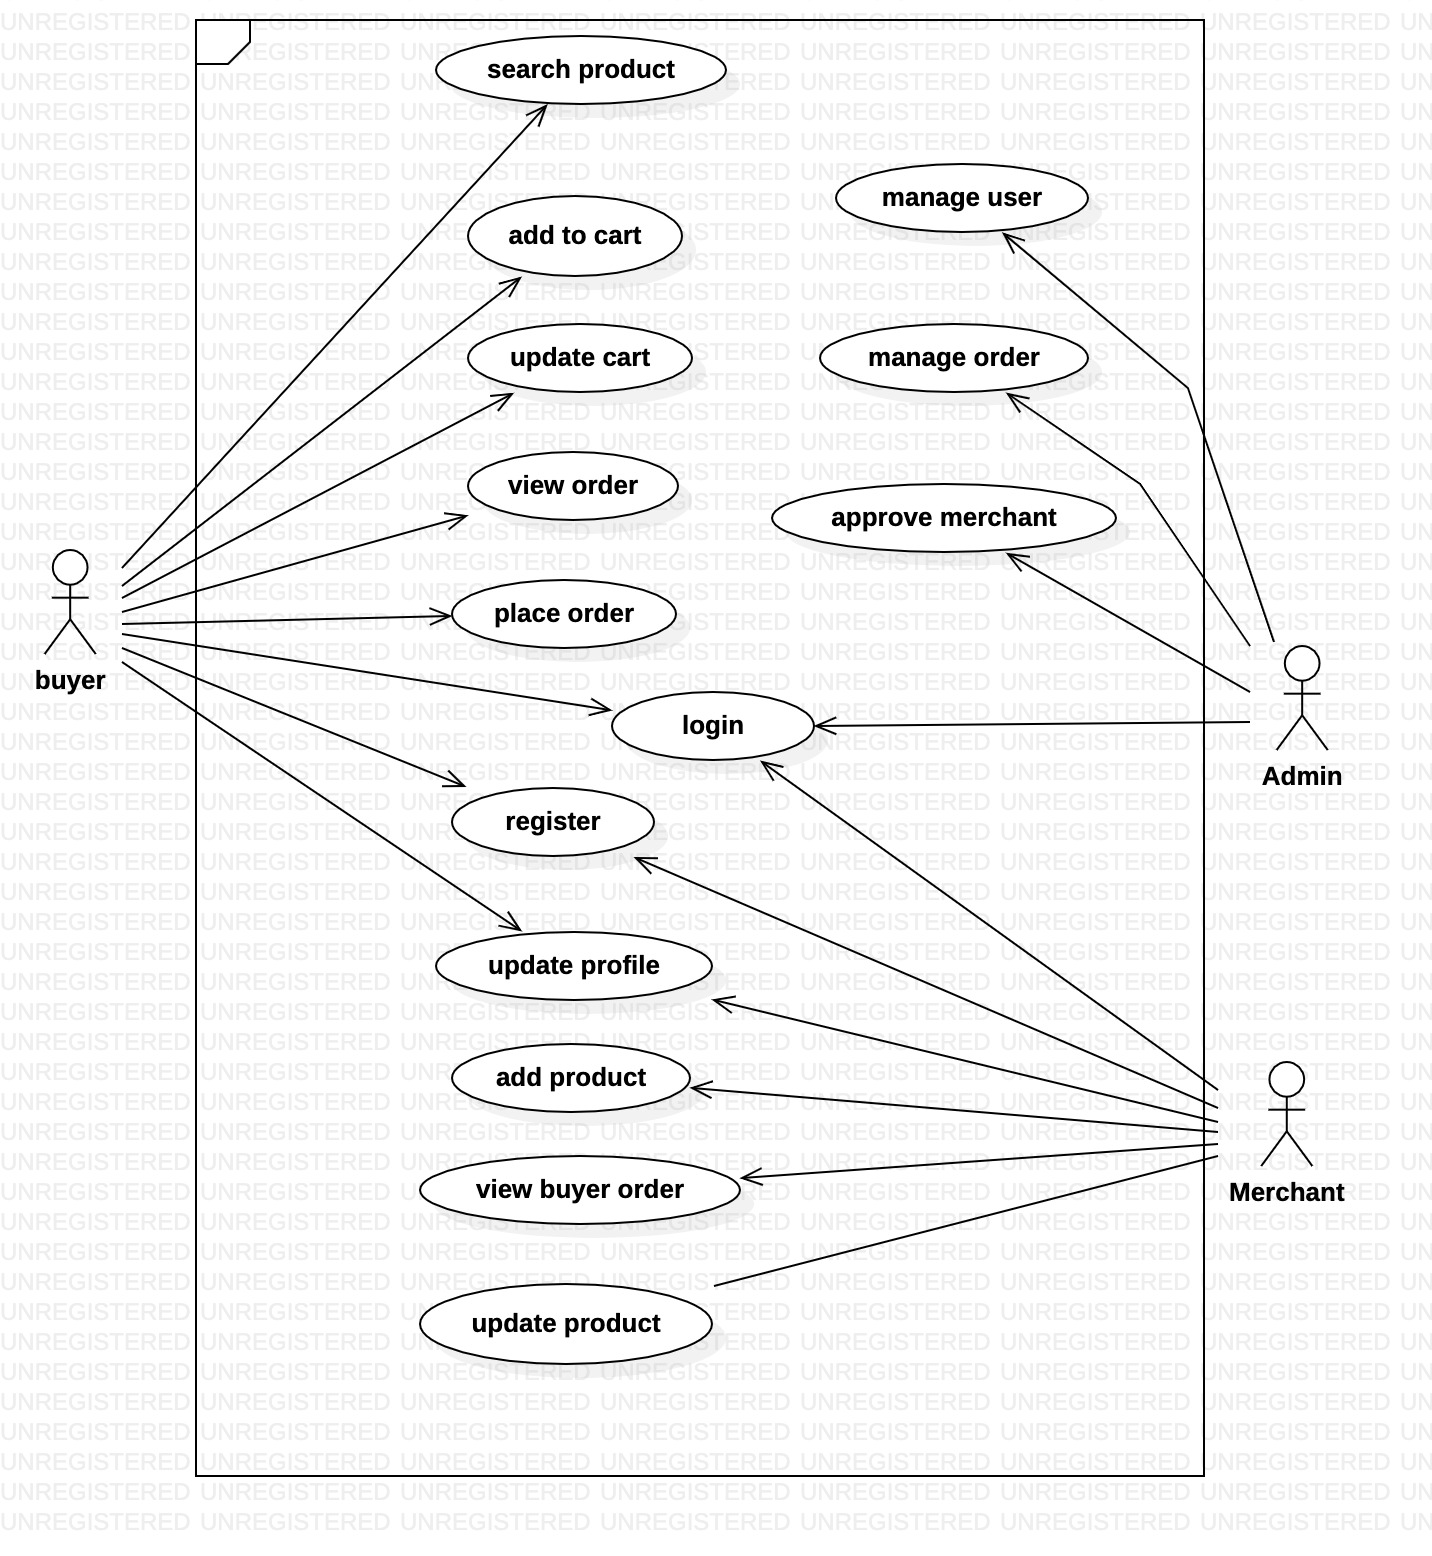 search product
manage user
add to cart
update cart
manage order
view order
approve merchant
place order
buyer
login
Admin
register
update profile
add product
view buyer order
Merchant
update product
UNREGISTERED